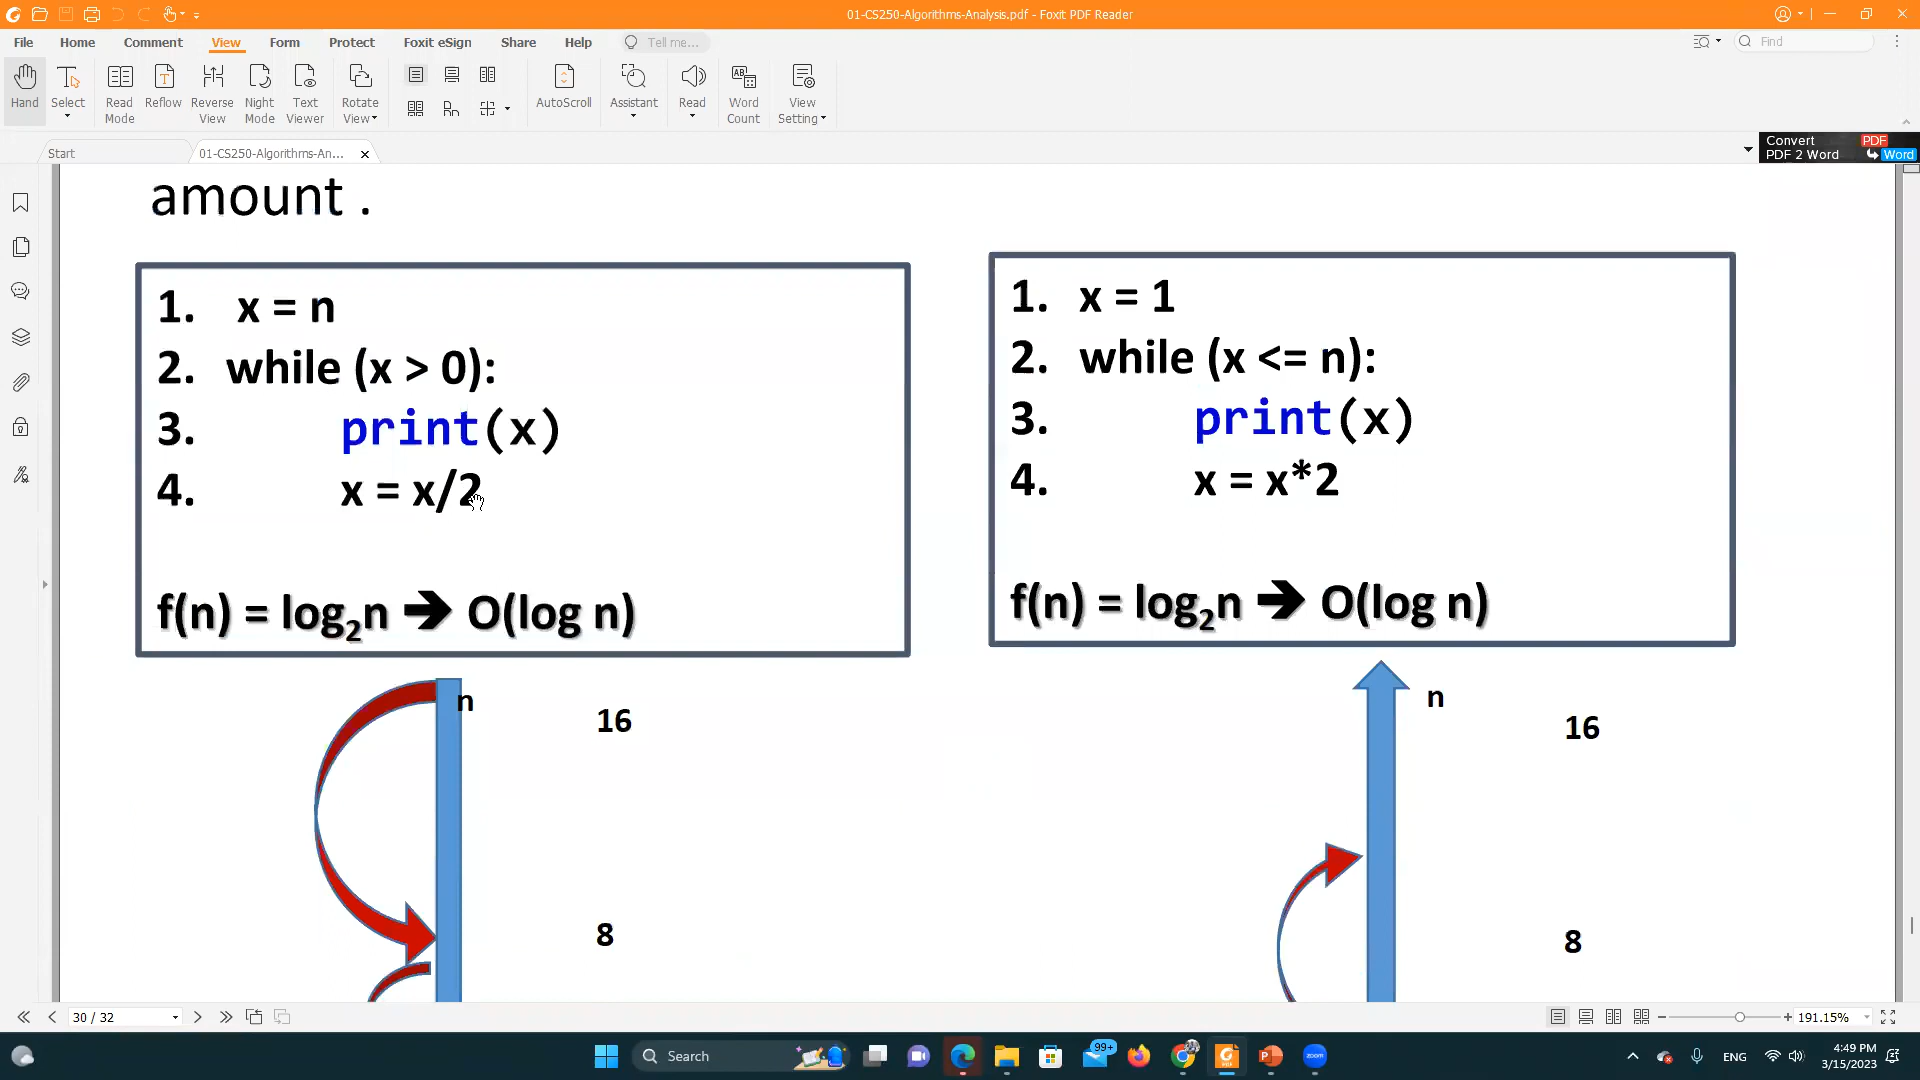 01-CS250-Algorithms-Analysis.pdf - Foxit PDF Reader
File Home Comment View Form Protect Foxit eSign Share Help Tell me... Find
Hand Select Read Mode Reflow Reverse View Night Mode Text Viewer Rotate View AutoScroll Assistant Read Word Count View Setting
Start 01-CS250-Algorithms-An...
Convert PDF
PDF 2 Word Word
amount .
1. x = n
2. while (x > 0):
3. print(x)
4. x = x/2
f(n) = log₂n ➔ O(log n)
n
16
8
1. x = 1
2. while (x <= n):
3. print(x)
4. x = x*2
f(n) = log₂n ➔ O(log n)
n
16
8
30 / 32 191.15%
Search 99+ zoom ENG 4:49 PM
3/15/2023